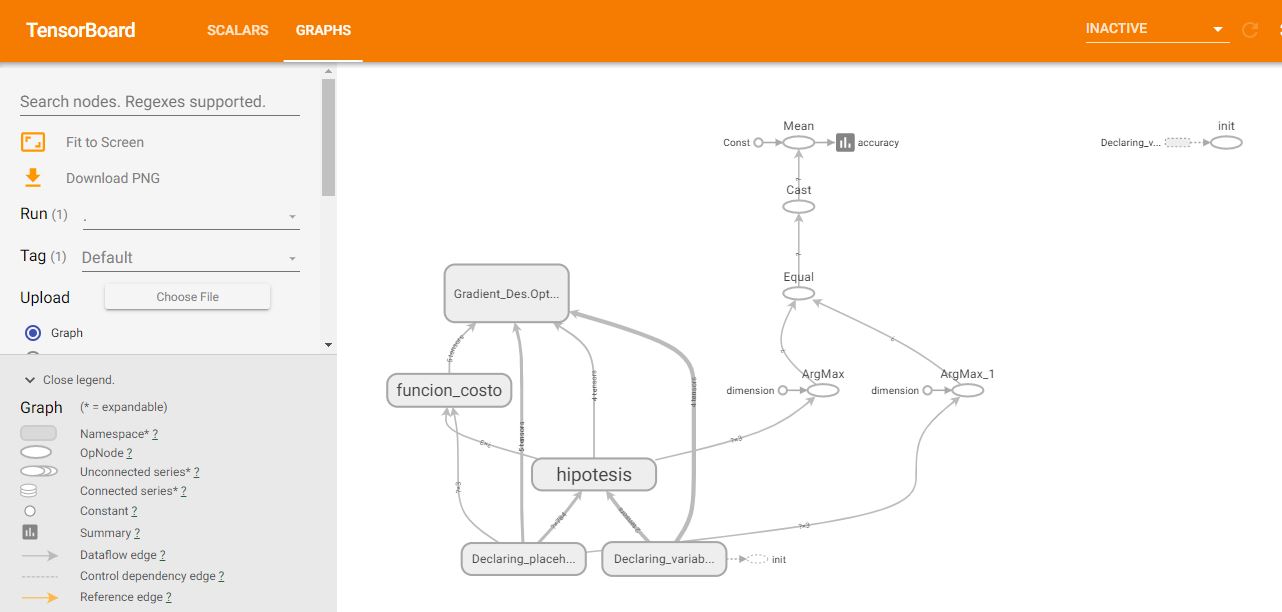 TensorBoard
SCALARS
GRAPHS
INACTIVE
Search nodes. Regexes supported.
Fit to Screen
Download PNG
Run (1) .
Tag (1) Default
Upload Choose File
Graph
Close legend.
Graph (* = expandable)
Namespace* ?
OpNode ?
Unconnected series* ?
Connected series* ?
Constant ?
Summary ?
Dataflow edge ?
Control dependency edge ?
Reference edge ?
Mean
Const
accuracy
init
Declaring_v...
?
Cast
?
Equal
Gradient_Des.Opt...
?
?
5 tensors
ArgMax
ArgMax_1
funcion_costo
dimension
dimension
4 tensors
4 tensors
5 tensors
?×3
hipotesis
?×3
?×784
2 tensors
?×3
Declaring_placeh...
Declaring_variab...
init